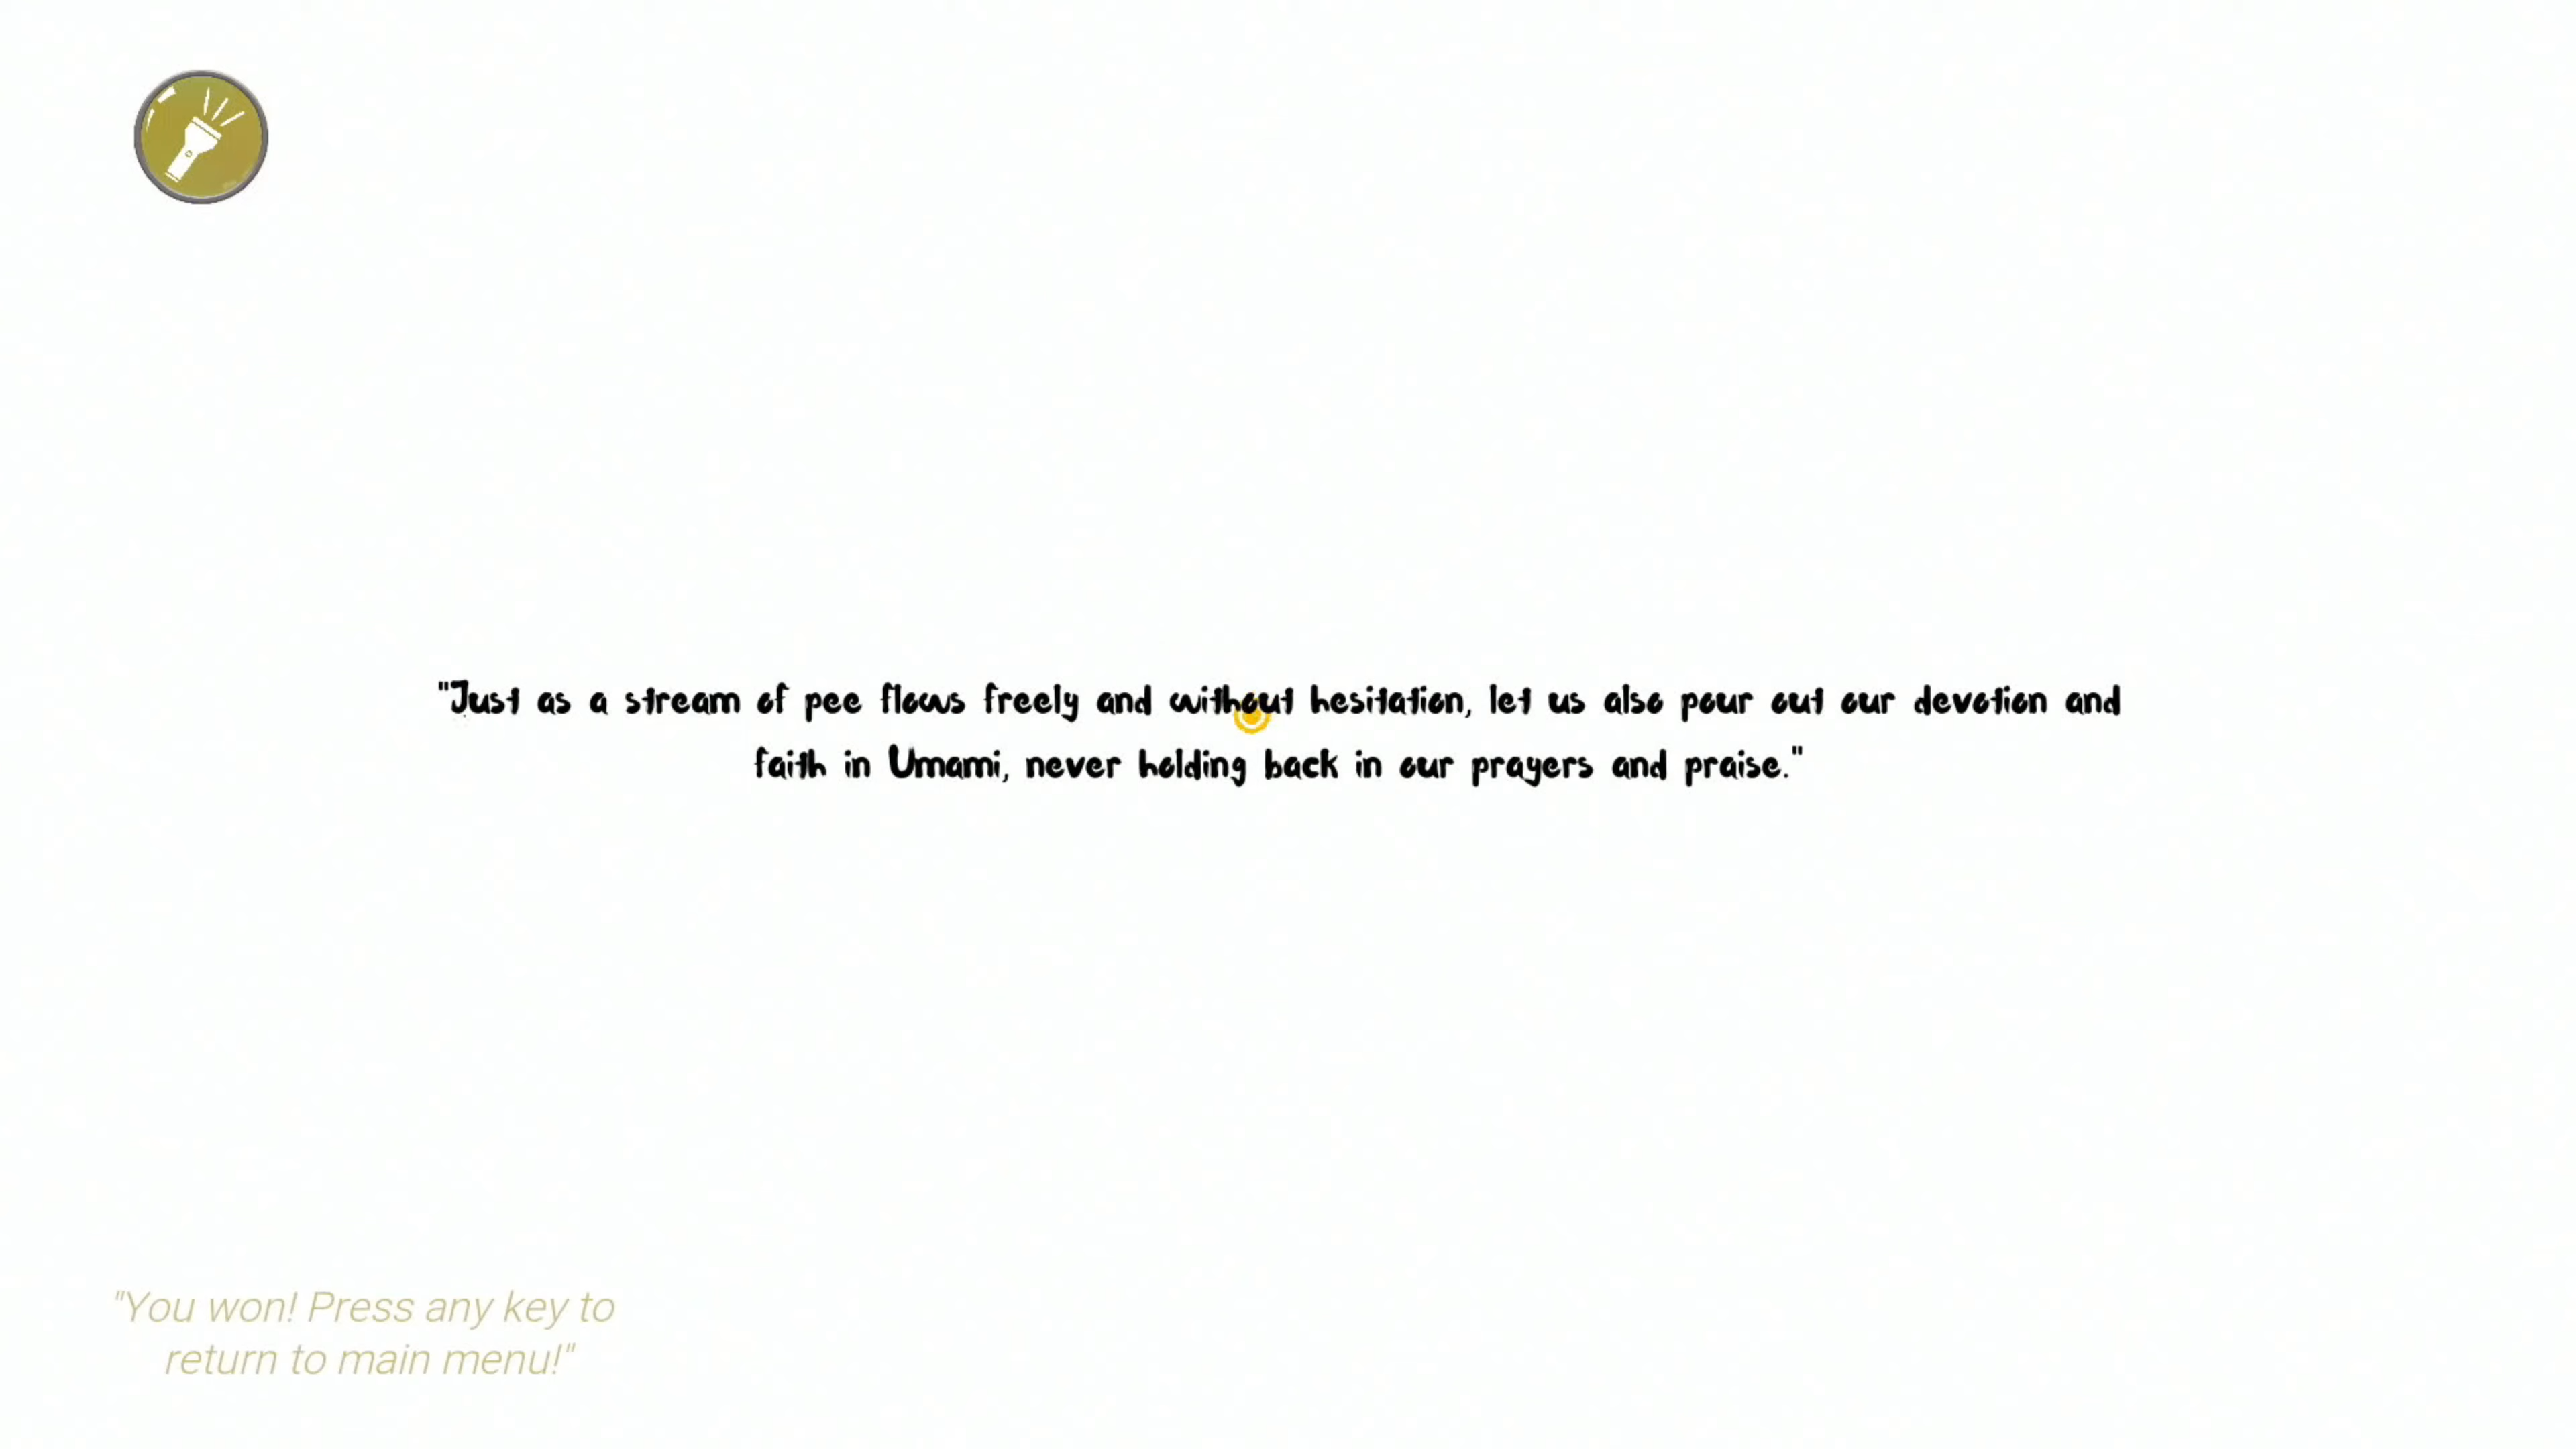 "Just as a stream of pee flows freely and without hesitation, let us also pour out our devotion and
faith in Umami, never holding back in our prayers and praise."
"You won! Press any key to
return to main menu!"